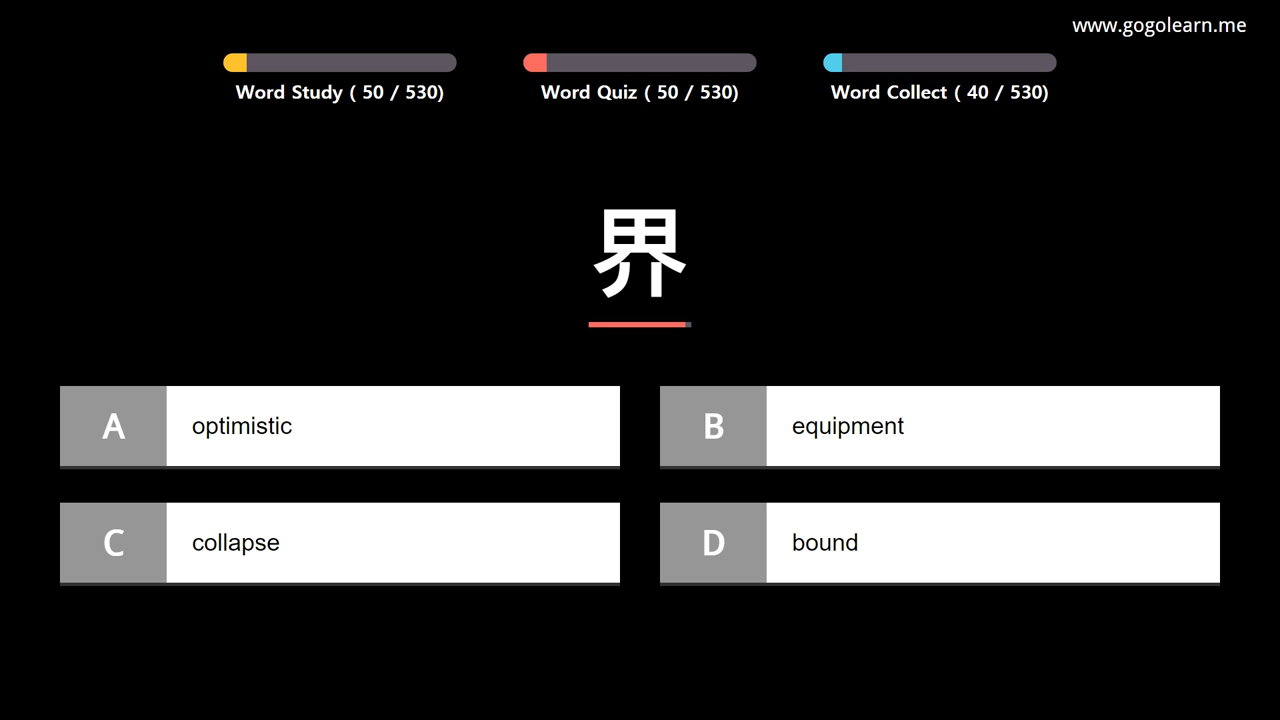 www.gogolearn.me
Word Study ( 50 / 530)
Word Quiz ( 50 / 530)
Word Collect ( 40 / 530)
界
A optimistic
B equipment
C collapse
D bound